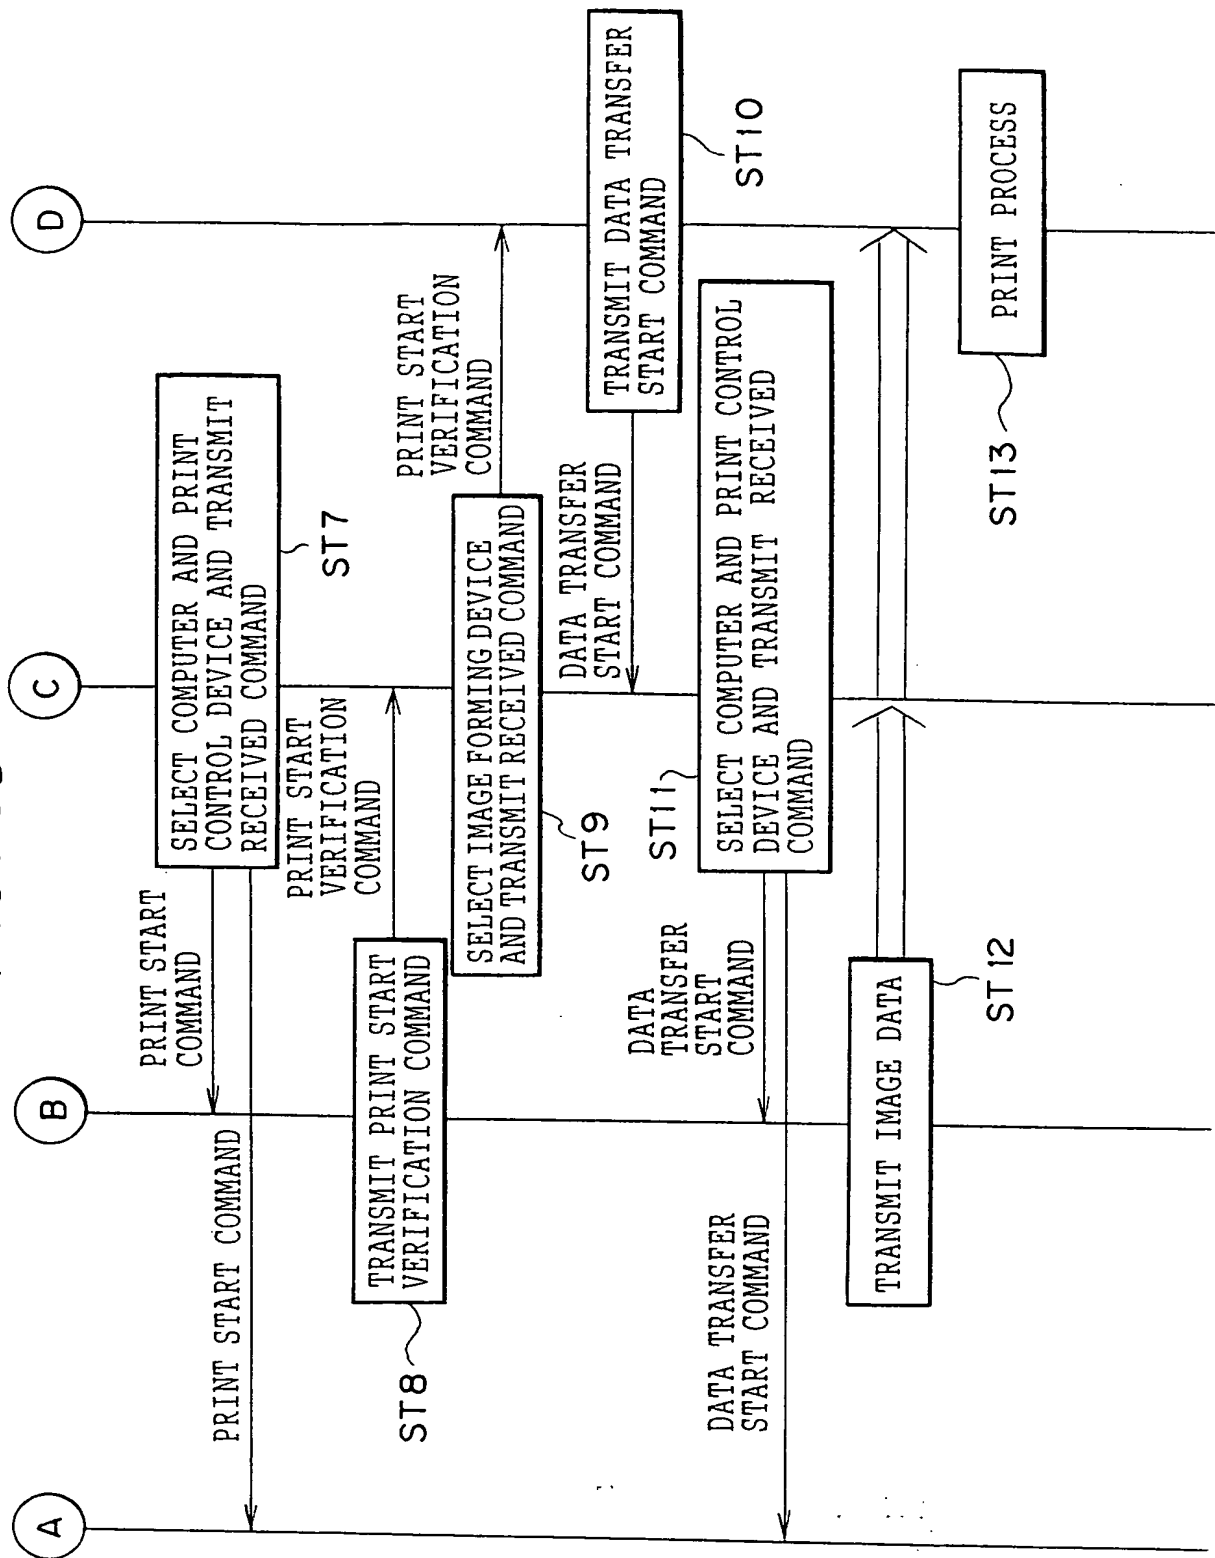 A
B
C
D
SELECT COMPUTER AND PRINT
CONTROL DEVICE AND TRANSMIT
RECEIVED COMMAND
ST7
PRINT START
COMMAND
PRINT START COMMAND
TRANSMIT PRINT START
VERIFICATION COMMAND
ST8
PRINT START
VERIFICATION
COMMAND
SELECT IMAGE FORMING DEVICE
AND TRANSMIT RECEIVED COMMAND
ST9
PRINT START
VERIFICATION
COMMAND
TRANSMIT DATA TRANSFER
START COMMAND
ST10
DATA TRANSFER
START COMMAND
SELECT COMPUTER AND PRINT CONTROL
DEVICE AND TRANSMIT RECEIVED
COMMAND
ST11
DATA
TRANSFER
START
COMMAND
DATA TRANSFER
START COMMAND
TRANSMIT IMAGE DATA
ST12
PRINT PROCESS
ST13